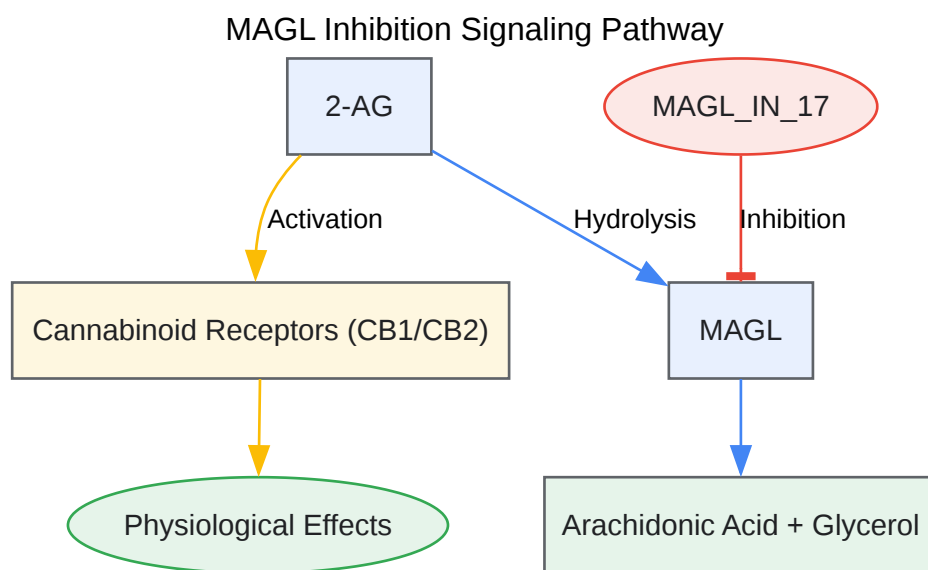 MAGL Inhibition Signaling Pathway
2-AG
MAGL_IN_17
Activation
Hydrolysis
Inhibition
Cannabinoid Receptors (CB1/CB2)
MAGL
Physiological Effects
Arachidonic Acid + Glycerol